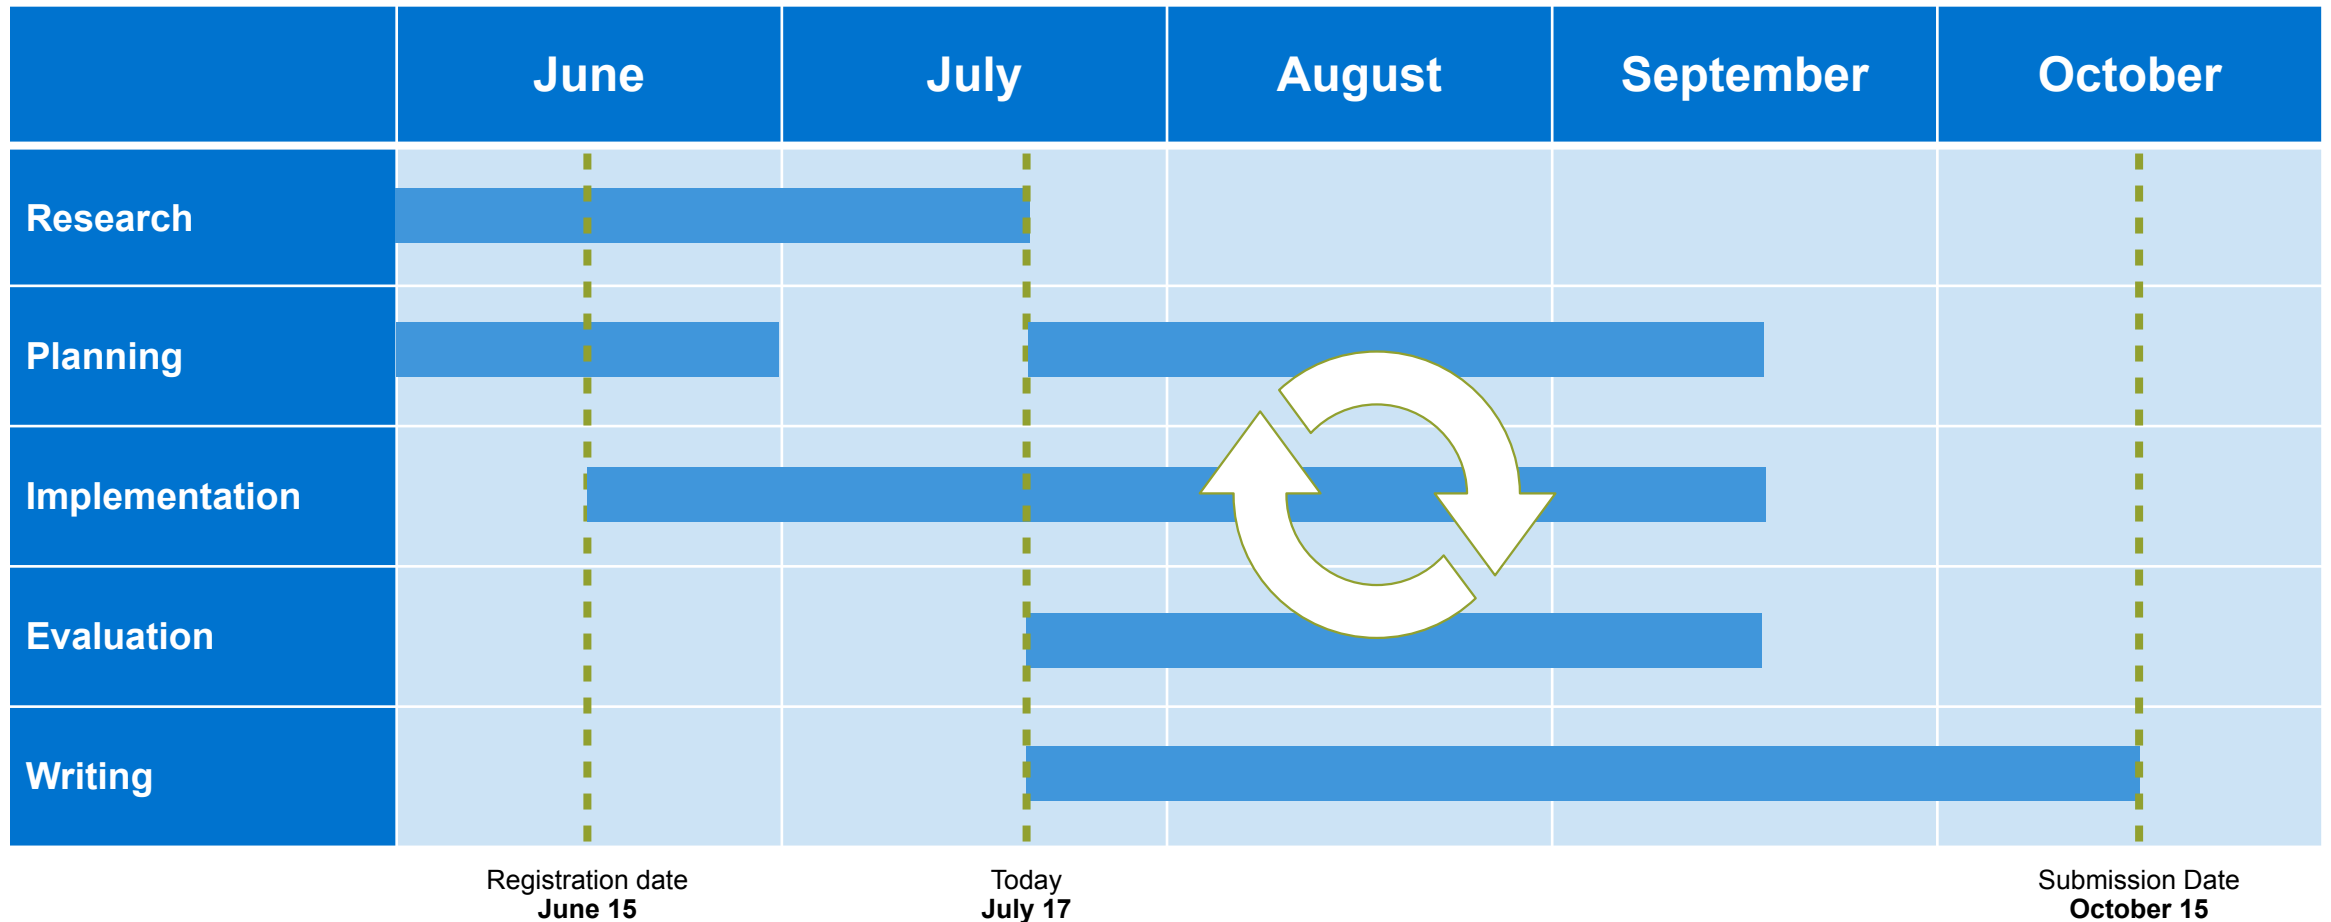 June July August September October
Research
Planning
Implementation
Evaluation
Writing
Registration date Today Submission Date
June 15 July 17 October 15